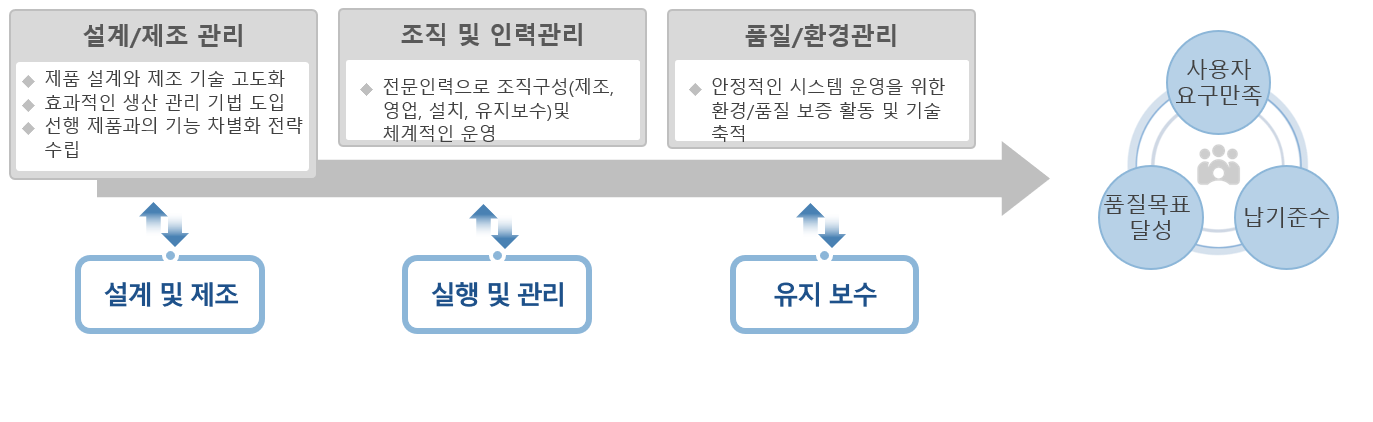 설계/제조 관리
◆ 제품 설계와 제조 기술 고도화
◆ 효과적인 생산 관리 기법 도입
◆ 선행 제품과의 기능 차별화 전략
수립
조직 및 인력관리
◆ 전문인력으로 조직구성(제조,
영업, 설치, 유지보수)및
체계적인 운영
품질/환경관리
◆ 안정적인 시스템 운영을 위한
환경/품질 보증 활동 및 기술
축적
설계 및 제조
실행 및 관리
유지 보수
사용자
요구만족
품질목표
달성
납기준수